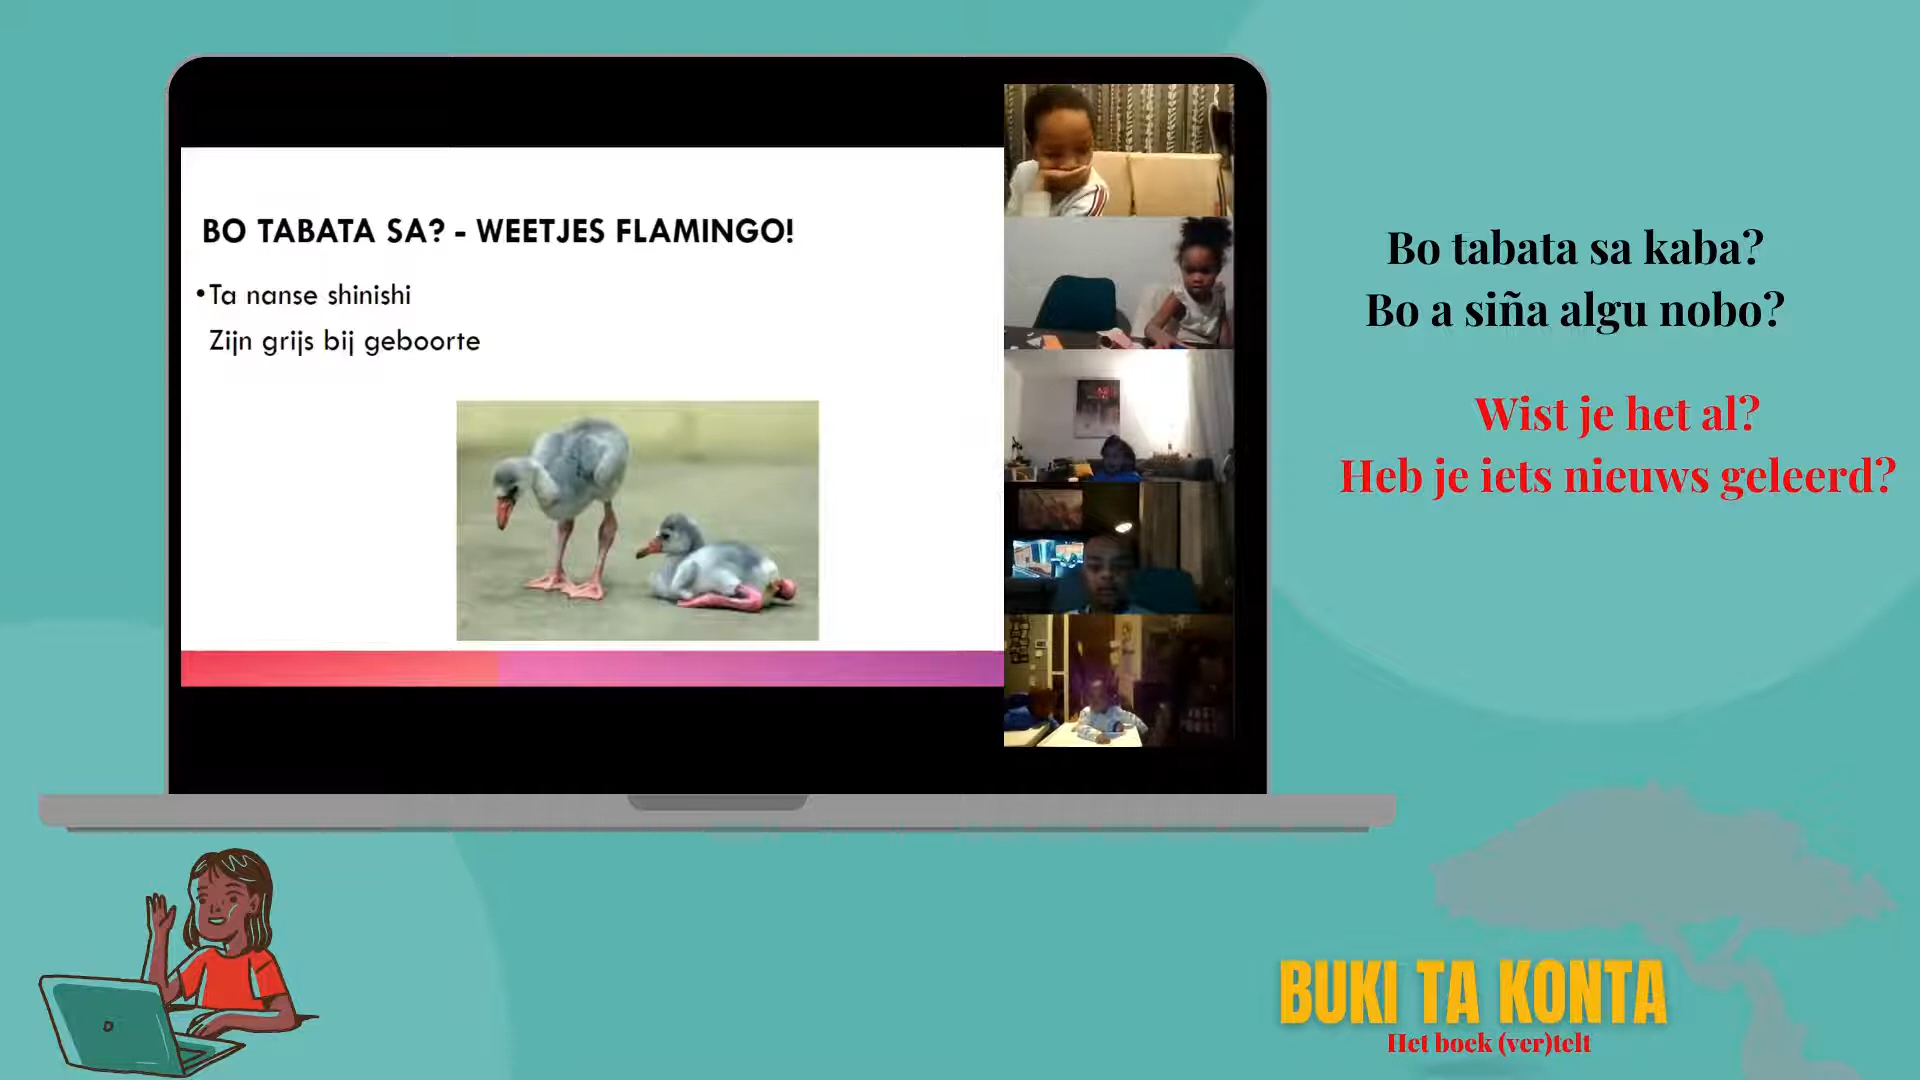 BO TABATA SA? - WEETJES FLAMINGO!
•Ta nanse shinishi
Zijn grijs bij geboorte
Bo tabata sa kaba?
Bo a siña algu nobo?
Wist je het al?
Heb je iets nieuws geleerd?
BUKI TA KONTA
Het boek (ver)telt